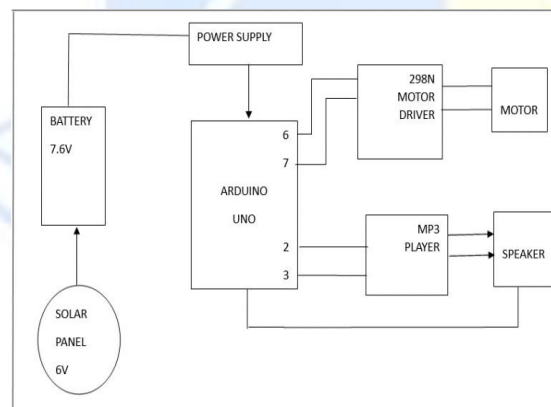 POWER SUPPLY
BATTERY
7.6V
298N
MOTOR
DRIVER
MOTOR
6
7
ARDUINO
UNO
2
3
MP3
PLAYER
SPEAKER
SOLAR
PANEL
6V